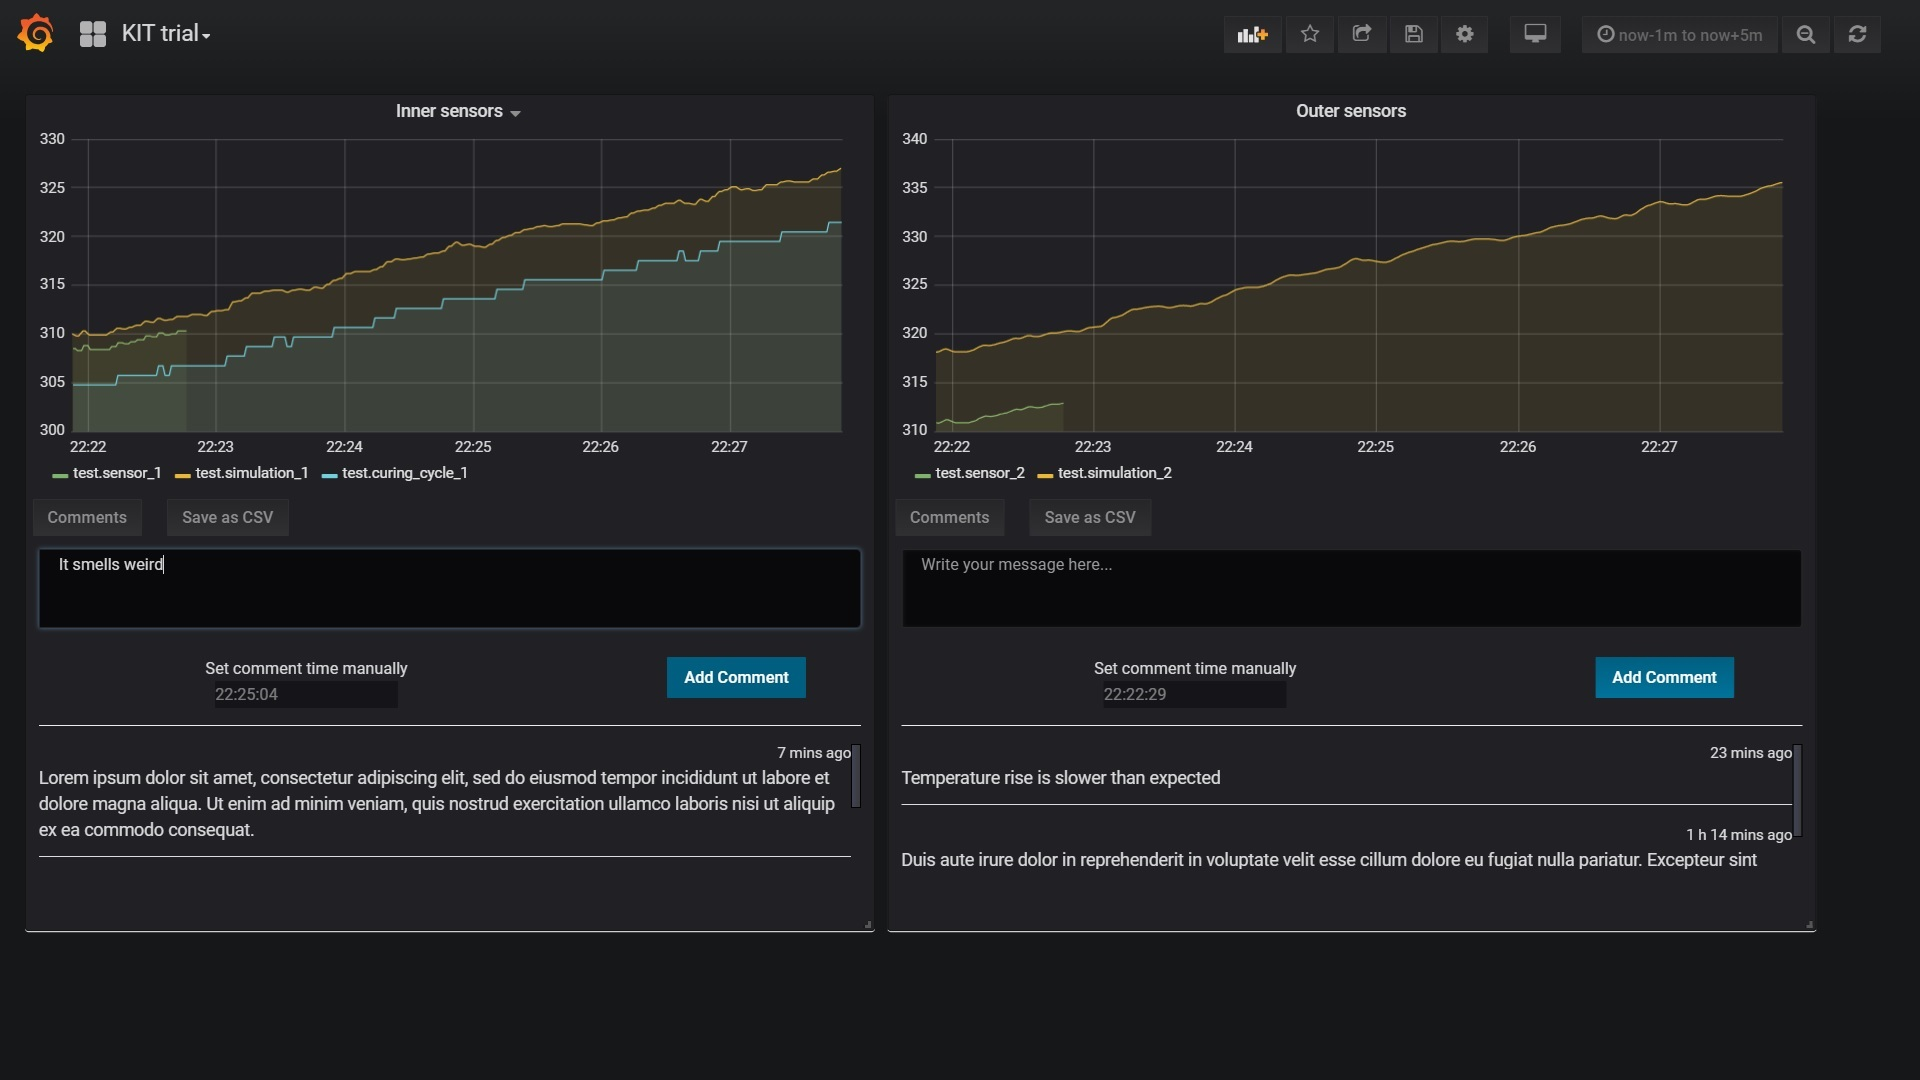 KIT trial
now-1m to now+5m
Inner sensors
330
325
320
315
310
305
300
22:22 22:23 22:24 22:25 22:26 22:27
test.sensor_1 test.simulation_1 test.curing_cycle_1
Comments Save as CSV
It smells weird
Set comment time manually
22:25:04
Add Comment
7 mins ago
Lorem ipsum dolor sit amet, consectetur adipiscing elit, sed do eiusmod tempor incididunt ut labore et
dolore magna aliqua. Ut enim ad minim veniam, quis nostrud exercitation ullamco laboris nisi ut aliquip
ex ea commodo consequat.
Outer sensors
340
335
330
325
320
315
310
22:22 22:23 22:24 22:25 22:26 22:27
test.sensor_2 test.simulation_2
Comments Save as CSV
Write your message here...
Set comment time manually
22:22:29
Add Comment
23 mins ago
Temperature rise is slower than expected
1 h 14 mins ago
Duis aute irure dolor in reprehenderit in voluptate velit esse cillum dolore eu fugiat nulla pariatur. Excepteur sint